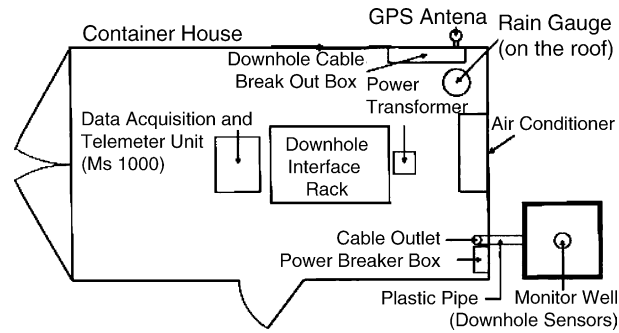 GPS Antena
Container House
Rain Gauge
(on the roof)
Downhole Cable
Break Out Box
Power
Transformer
Data Acquisition and
Telemeter Unit
(Ms 1000)
Downhole
Interface
Rack
Air Conditioner
Cable Outlet
Power Breaker Box
Plastic Pipe
Monitor Well
(Downhole Sensors)